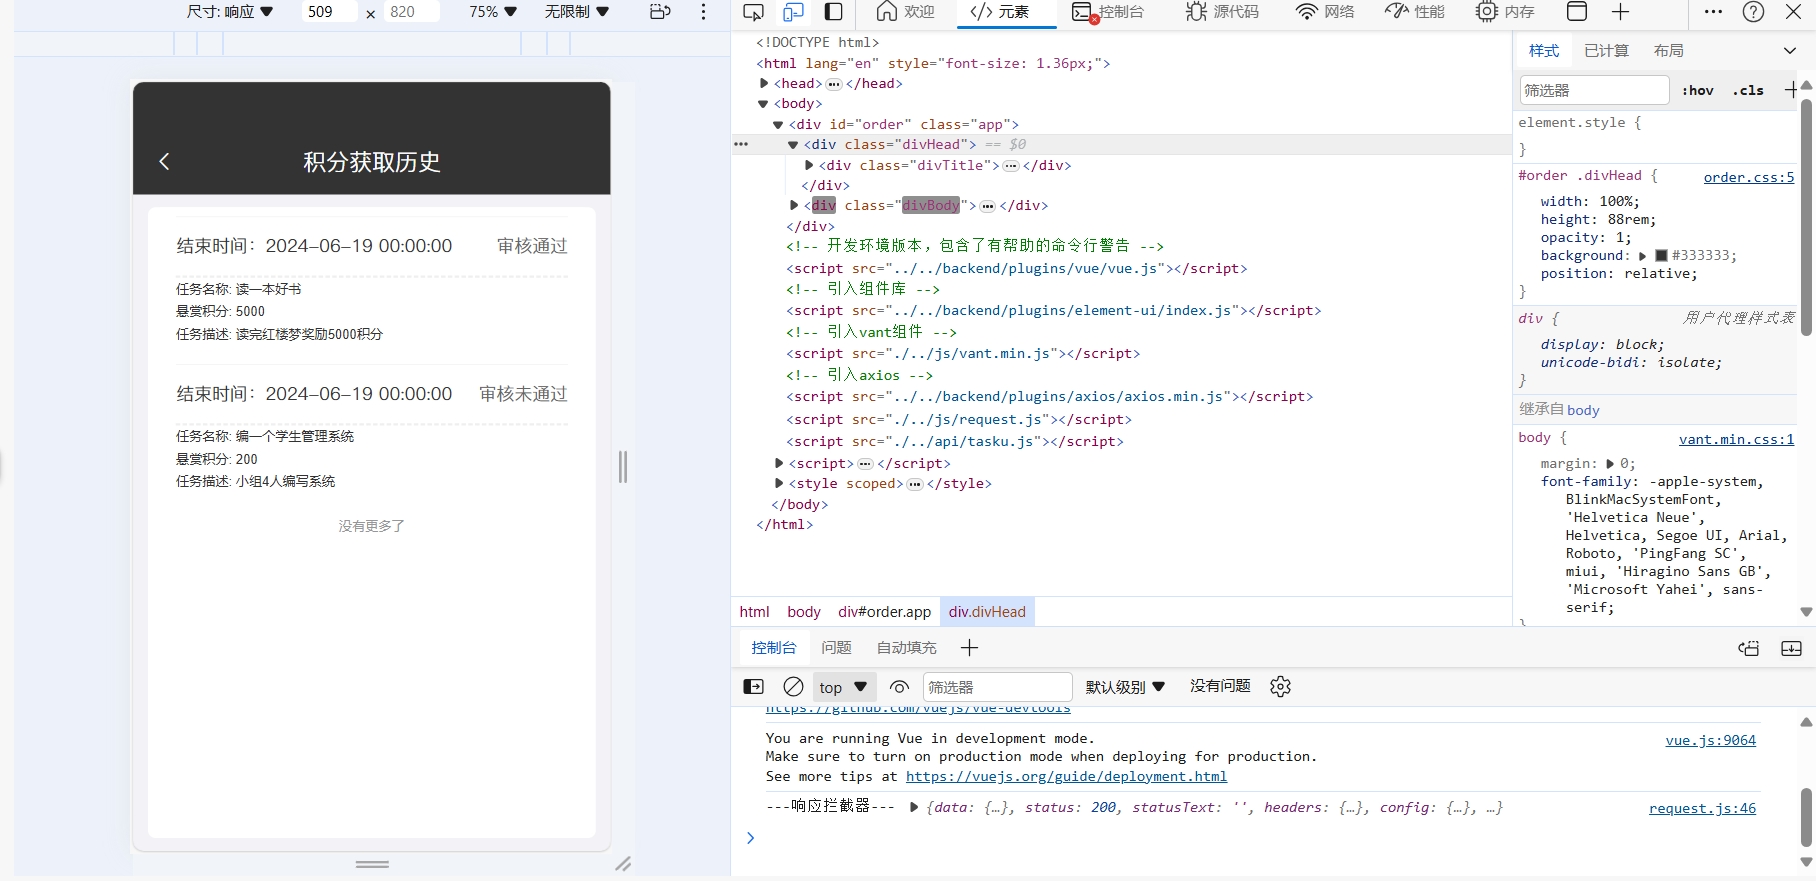 尺寸: 响应 ▼ 509 × 820 75% ▼ 无限制 ▼
欢迎 </> 元素 控制台 源代码 网络 性能 内存
积分获取历史
结束时间：2024-06-19 00:00:00 审核通过
任务名称: 读一本好书
悬赏积分: 5000
任务描述: 读完红楼梦奖励5000积分
结束时间：2024-06-19 00:00:00 审核未通过
任务名称: 编一个学生管理系统
悬赏积分: 200
任务描述: 小组4人编写系统
没有更多了
<!DOCTYPE html>
<html lang="en" style="font-size: 1.36px;">
▶ <head> ••• </head>
▼ <body>
▼ <div id="order" class="app">
••• ▼ <div class="divHead"> == $0
▶ <div class="divTitle"> ••• </div>
</div>
▶ <div class="divBody"> ••• </div>
</div>
<!-- 开发环境版本，包含了有帮助的命令行警告 -->
<script src="../../backend/plugins/vue/vue.js"></script>
<!-- 引入组件库 -->
<script src="../../backend/plugins/element-ui/index.js"></script>
<!-- 引入vant组件 -->
<script src="./../js/vant.min.js"></script>
<!-- 引入axios -->
<script src="../../backend/plugins/axios/axios.min.js"></script>
<script src="./../js/request.js"></script>
<script src="./../api/tasku.js"></script>
▶ <script> ••• </script>
▶ <style scoped> ••• </style>
</body>
</html>
html body div#order.app div.divHead
样式 已计算 布局
筛选器 :hov .cls +
element.style {
}
#order .divHead { order.css:5
width: 100%;
height: 88rem;
opacity: 1;
background: ▶ #333333;
position: relative;
}
div { 用户代理样式表
display: block;
unicode-bidi: isolate;
}
继承自 body
body { vant.min.css:1
margin: ▶ 0;
font-family: -apple-system,
BlinkMacSystemFont,
'Helvetica Neue',
Helvetica, Segoe UI, Arial,
Roboto, 'PingFang SC',
miui, 'Hiragino Sans GB',
'Microsoft Yahei', sans-
serif;
}
控制台 问题 自动填充 +
top ▼ 筛选器 默认级别 ▼ 没有问题
https://github.com/vuejs/vue-devtools
You are running Vue in development mode. vue.js:9064
Make sure to turn on production mode when deploying for production.
See more tips at https://vuejs.org/guide/deployment.html
---响应拦截器--- ▶ {data: {…}, status: 200, statusText: '', headers: {…}, config: {…}, …} request.js:46